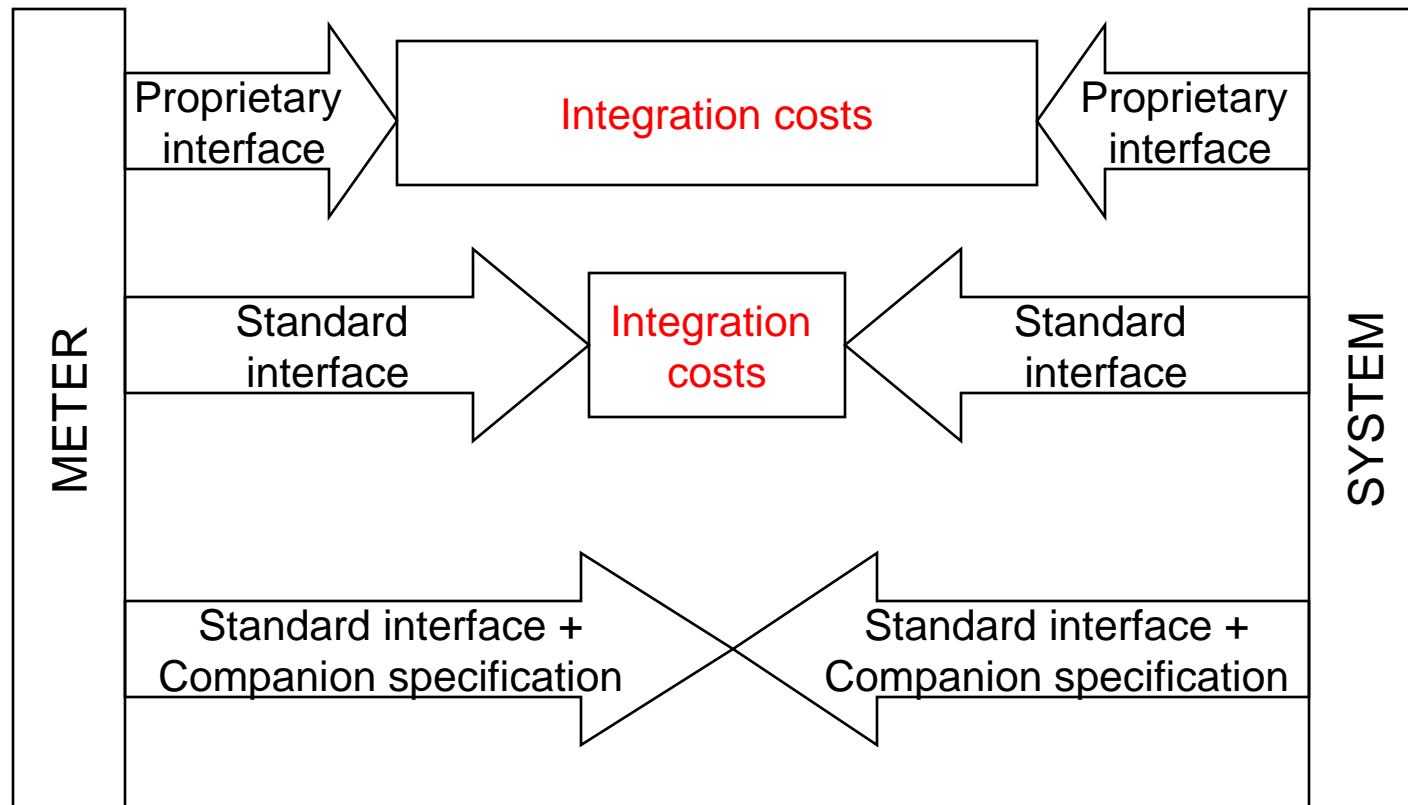 METER
Proprietary
interface
Integration costs
Proprietary
interface
Standard
interface
Integration
costs
Standard
interface
Standard interface +
Companion specification
Standard interface +
Companion specification
SYSTEM